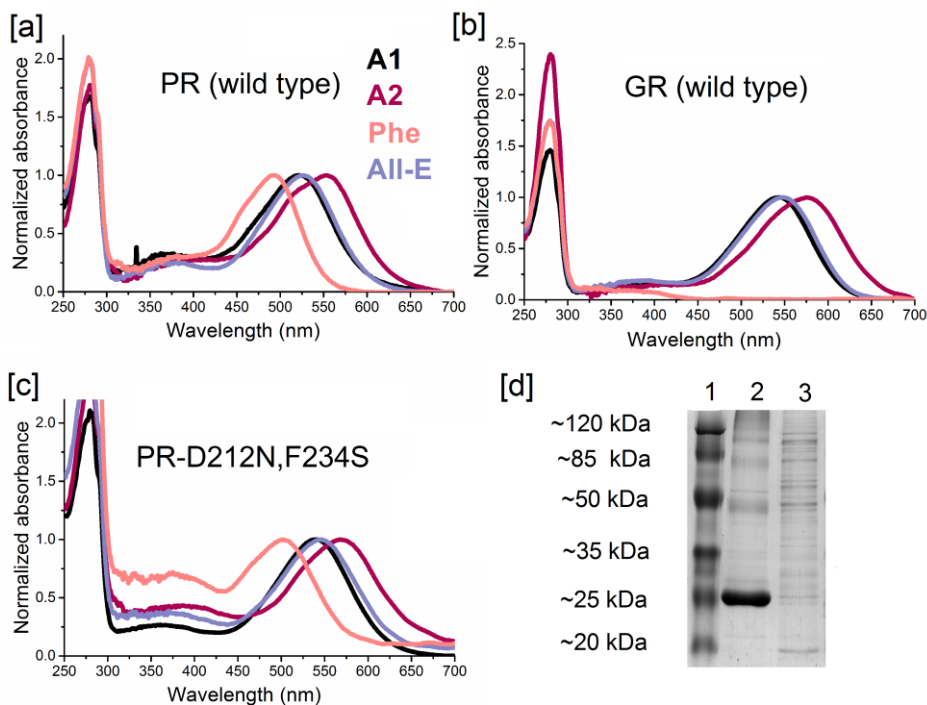 [a]
PR (wild type)
A1
A2
Phe
All-E
Normalized absorbance
2.0
1.5
1.0
0.5
0.0
250 300 350 400 450 500 550 600 650 700
Wavelength (nm)
[b]
GR (wild type)
Normalized absorbance
2.5
2.0
1.5
1.0
0.5
0.0
250 300 350 400 450 500 550 600 650 700
Wavelength (nm)
[c]
PR-D212N,F234S
Normalized absorbance
2.0
1.5
1.0
0.5
0.0
250 300 350 400 450 500 550 600 650 700
Wavelength (nm)
[d]
1 2 3
~120 kDa
~85 kDa
~50 kDa
~35 kDa
~25 kDa
~20 kDa